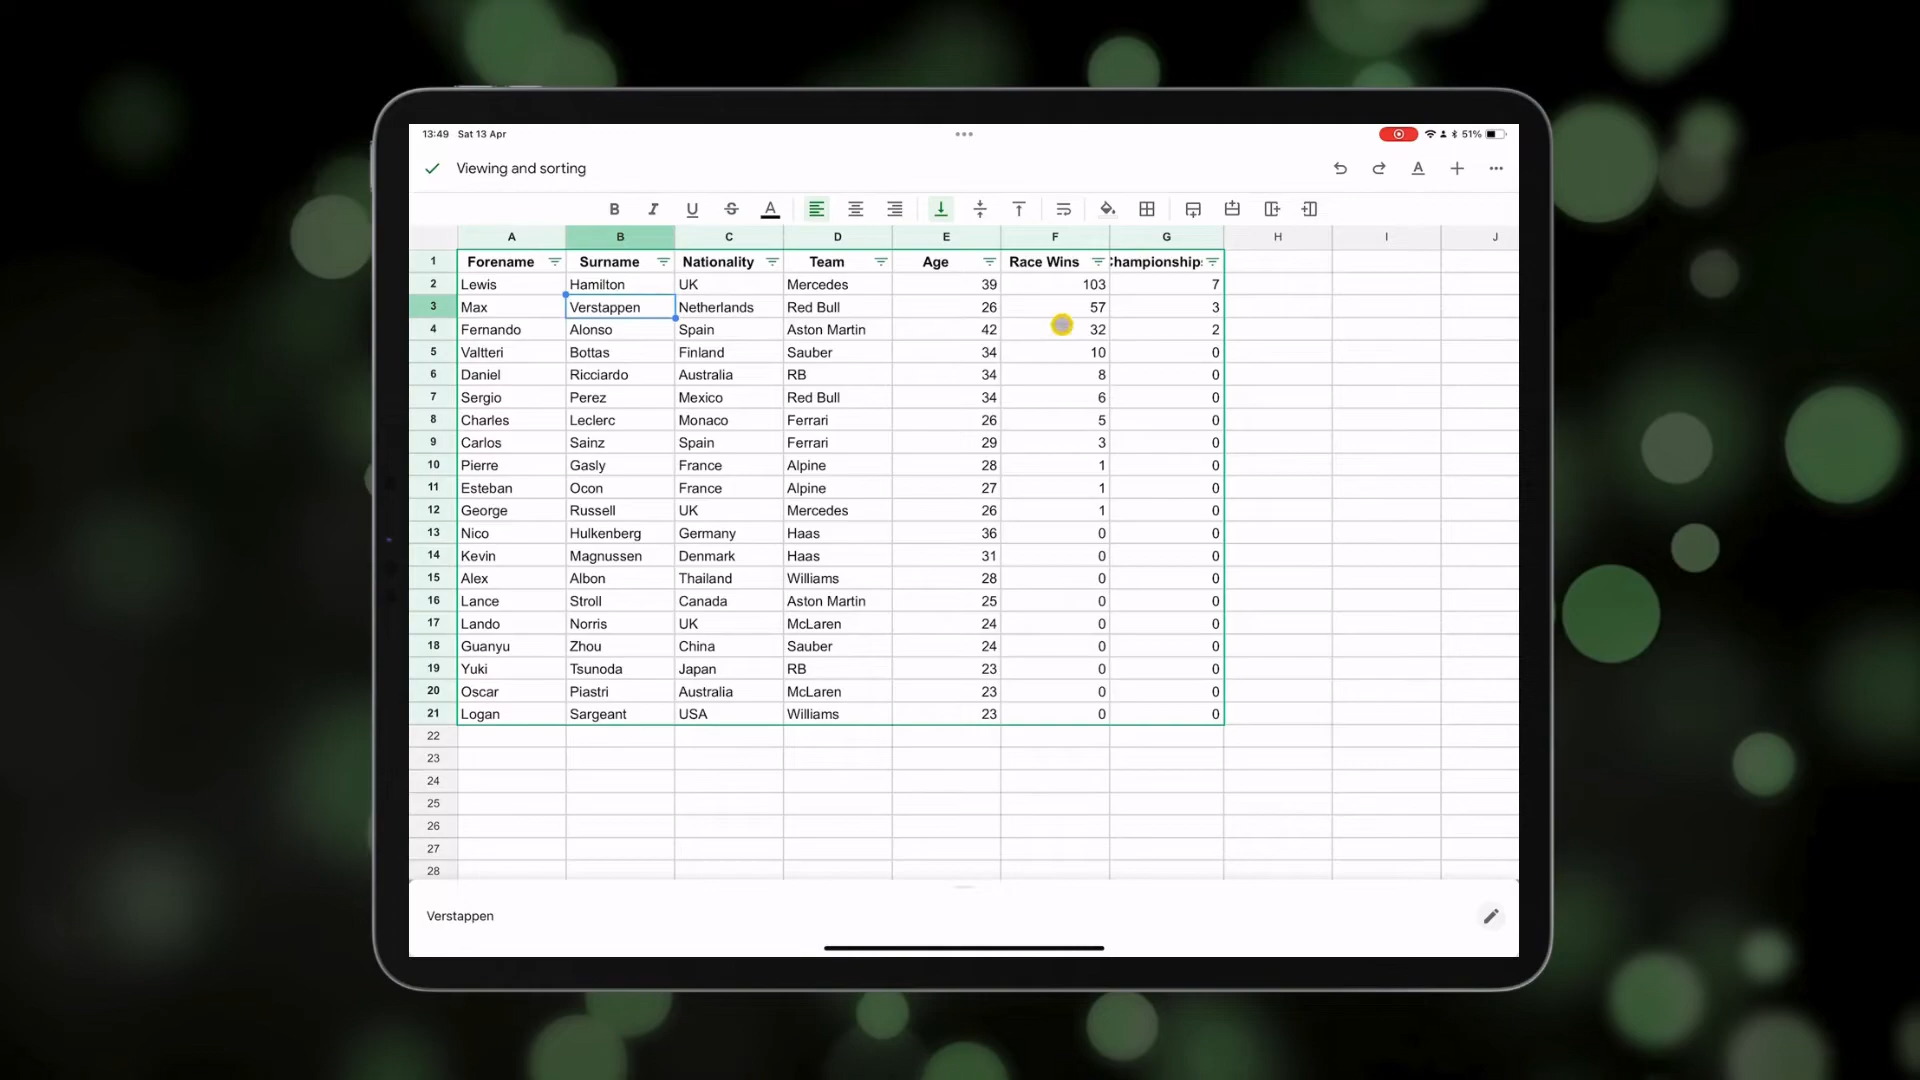 13:49 Sat 13 Apr 51%
Viewing and sorting
B I U S A A
A B C D E F G H I J
1 Forename Surname Nationality Team Age Race Wins Championship
2 Lewis Hamilton UK Mercedes 39 103 7
3 Max Verstappen Netherlands Red Bull 26 57 3
4 Fernando Alonso Spain Aston Martin 42 32 2
5 Valtteri Bottas Finland Sauber 34 10 0
6 Daniel Ricciardo Australia RB 34 8 0
7 Sergio Perez Mexico Red Bull 34 6 0
8 Charles Leclerc Monaco Ferrari 26 5 0
9 Carlos Sainz Spain Ferrari 29 3 0
10 Pierre Gasly France Alpine 28 1 0
11 Esteban Ocon France Alpine 27 1 0
12 George Russell UK Mercedes 26 1 0
13 Nico Hulkenberg Germany Haas 36 0 0
14 Kevin Magnussen Denmark Haas 31 0 0
15 Alex Albon Thailand Williams 28 0 0
16 Lance Stroll Canada Aston Martin 25 0 0
17 Lando Norris UK McLaren 24 0 0
18 Guanyu Zhou China Sauber 24 0 0
19 Yuki Tsunoda Japan RB 23 0 0
20 Oscar Piastri Australia McLaren 23 0 0
21 Logan Sargeant USA Williams 23 0 0
22
23
24
25
26
27
28
Verstappen